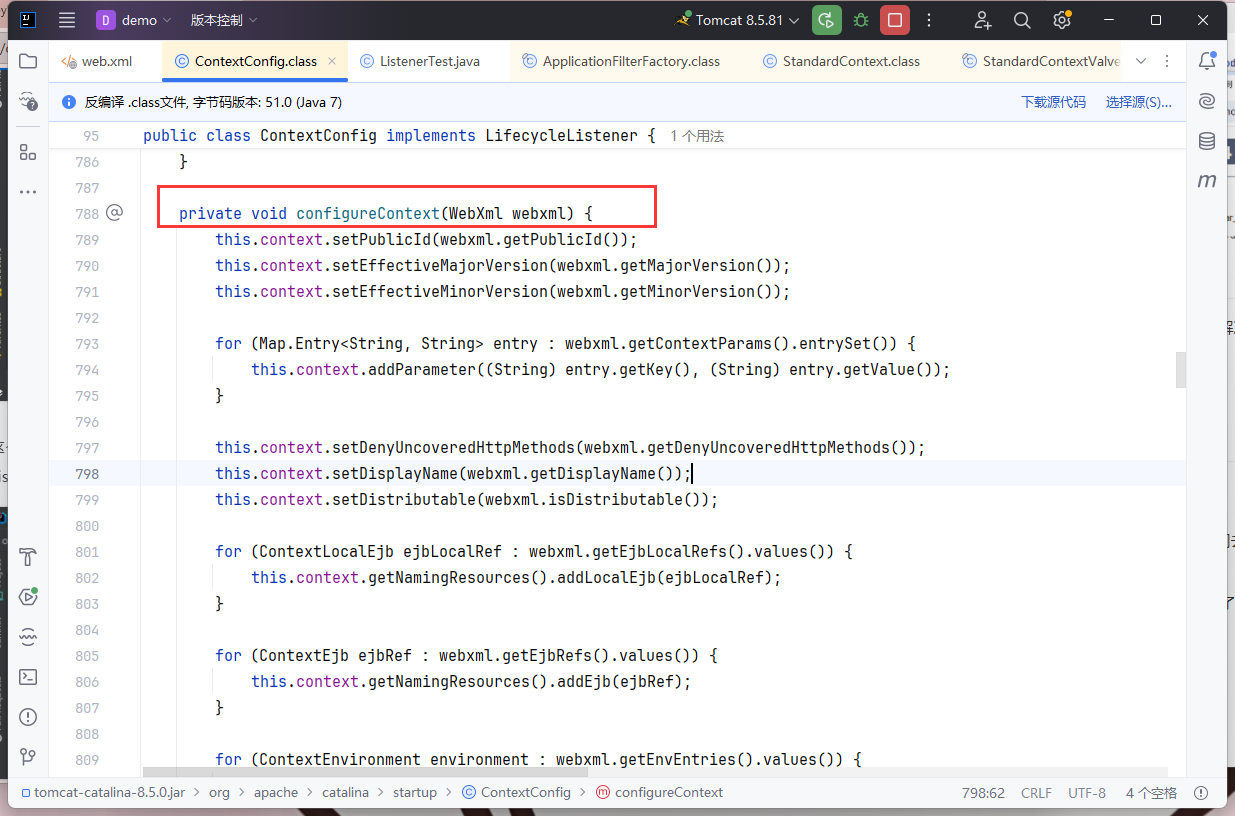 D demo 版本控制 Tomcat 8.5.81
web.xml ContextConfig.class ListenerTest.java ApplicationFilterFactory.class StandardContext.class StandardContextValve
反编译 .class文件, 字节码版本: 51.0 (Java 7) 下载源代码 选择源(S)...
95 public class ContextConfig implements LifecycleListener { 1 个用法
786 }
787
788 private void configureContext(WebXml webxml) {
789 this.context.setPublicId(webxml.getPublicId());
790 this.context.setEffectiveMajorVersion(webxml.getMajorVersion());
791 this.context.setEffectiveMinorVersion(webxml.getMinorVersion());
792
793 for (Map.Entry<String, String> entry : webxml.getContextParams().entrySet()) {
794 this.context.addParameter((String) entry.getKey(), (String) entry.getValue());
795 }
796
797 this.context.setDenyUncoveredHttpMethods(webxml.getDenyUncoveredHttpMethods());
798 this.context.setDisplayName(webxml.getDisplayName());
799 this.context.setDistributable(webxml.isDistributable());
800
801 for (ContextLocalEjb ejbLocalRef : webxml.getEjbLocalRefs().values()) {
802 this.context.getNamingResources().addLocalEjb(ejbLocalRef);
803 }
804
805 for (ContextEjb ejbRef : webxml.getEjbRefs().values()) {
806 this.context.getNamingResources().addEjb(ejbRef);
807 }
808
809 for (ContextEnvironment environment : webxml.getEnvEntries().values()) {
tomcat-catalina-8.5.0.jar > org > apache > catalina > startup > ContextConfig > configureContext 798:62 CRLF UTF-8 4 个空格